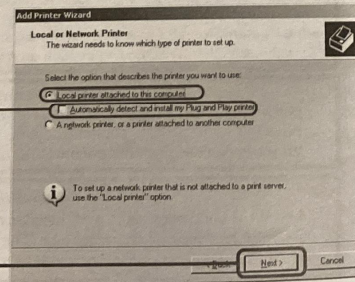 Add Printer Wizard
Local or Network Printer
The wizard needs to know which type of printer to set up.
Select the option that describes the printer you want to use:
Local printer attached to this computer
Automatically detect and install my Plug and Play printer
A network printer, or a printer attached to another computer
To set up a network printer that is not attached to a print server,
use the "Local printer" option.
< Back Next > Cancel